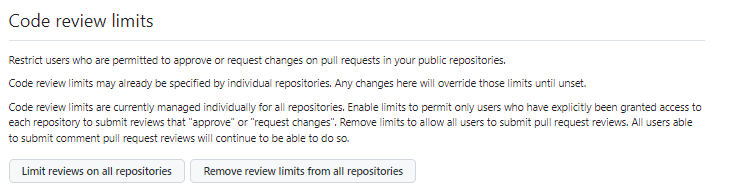 Code review limits
Restrict users who are permitted to approve or request changes on pull requests in your public repositories.
Code review limits may already be specified by individual repositories. Any changes here will override those limits until unset.
Code review limits are currently managed individually for all repositories. Enable limits to permit only users who have explicitly been granted access to
each repository to submit reviews that "approve" or "request changes". Remove limits to allow all users to submit pull request reviews. All users able
to submit comment pull request reviews will continue to be able to do so.
Limit reviews on all repositories
Remove review limits from all repositories